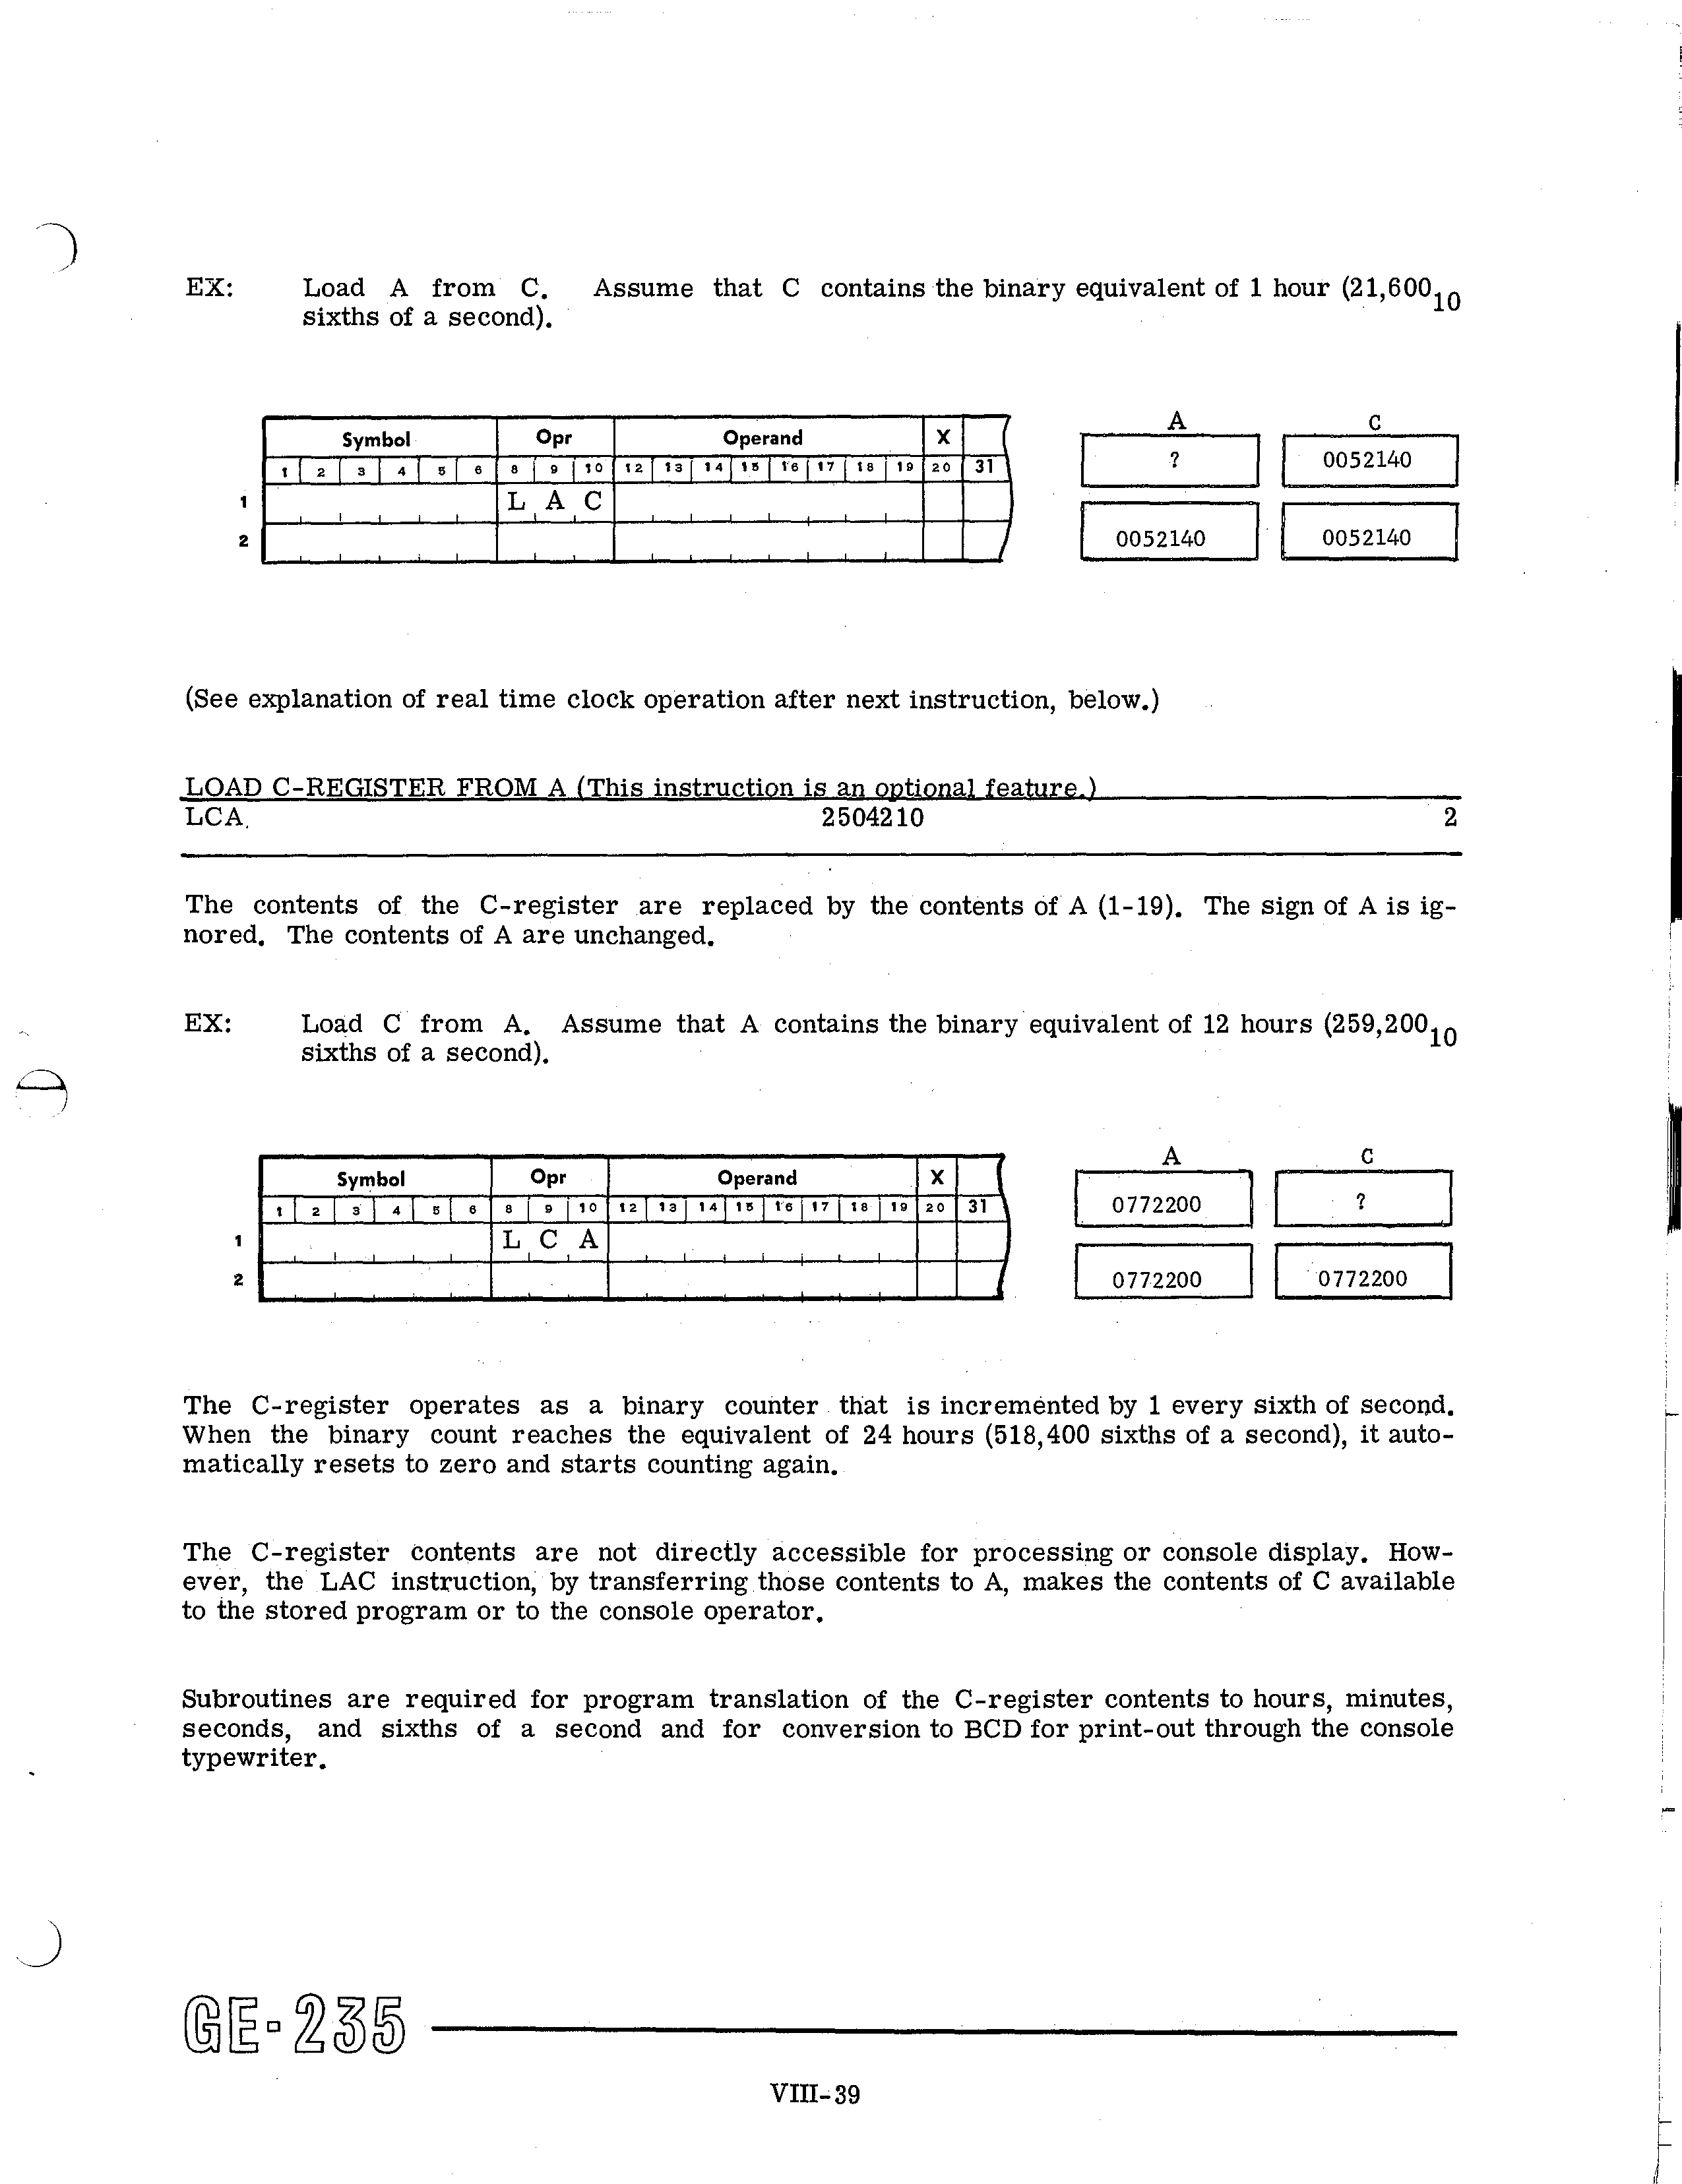 EX: Load A from C. Assume that C contains the binary equivalent of 1 hour (21,600₁₀
sixths of a second).
A C
Symbol Opr Operand X
? 0052140
1 2 3 4 5 6 8 9 10 12 13 14 15 16 17 18 19 20 31
1 L A C
2 0052140 0052140
(See explanation of real time clock operation after next instruction, below.)
LOAD C-REGISTER FROM A (This instruction is an optional feature.)
LCA 2504210 2
The contents of the C-register are replaced by the contents of A (1-19). The sign of A is ig-
nored. The contents of A are unchanged.
EX: Load C from A. Assume that A contains the binary equivalent of 12 hours (259,200₁₀
sixths of a second).
A C
Symbol Opr Operand X
0772200 ?
1 2 3 4 5 6 8 9 10 12 13 14 15 16 17 18 19 20 31
1 L C A
2 0772200 0772200
The C-register operates as a binary counter that is incremented by 1 every sixth of second.
When the binary count reaches the equivalent of 24 hours (518,400 sixths of a second), it auto-
matically resets to zero and starts counting again.
The C-register contents are not directly accessible for processing or console display. How-
ever, the LAC instruction, by transferring those contents to A, makes the contents of C available
to the stored program or to the console operator.
Subroutines are required for program translation of the C-register contents to hours, minutes,
seconds, and sixths of a second and for conversion to BCD for print-out through the console
typewriter.
GE-235
VIII-39